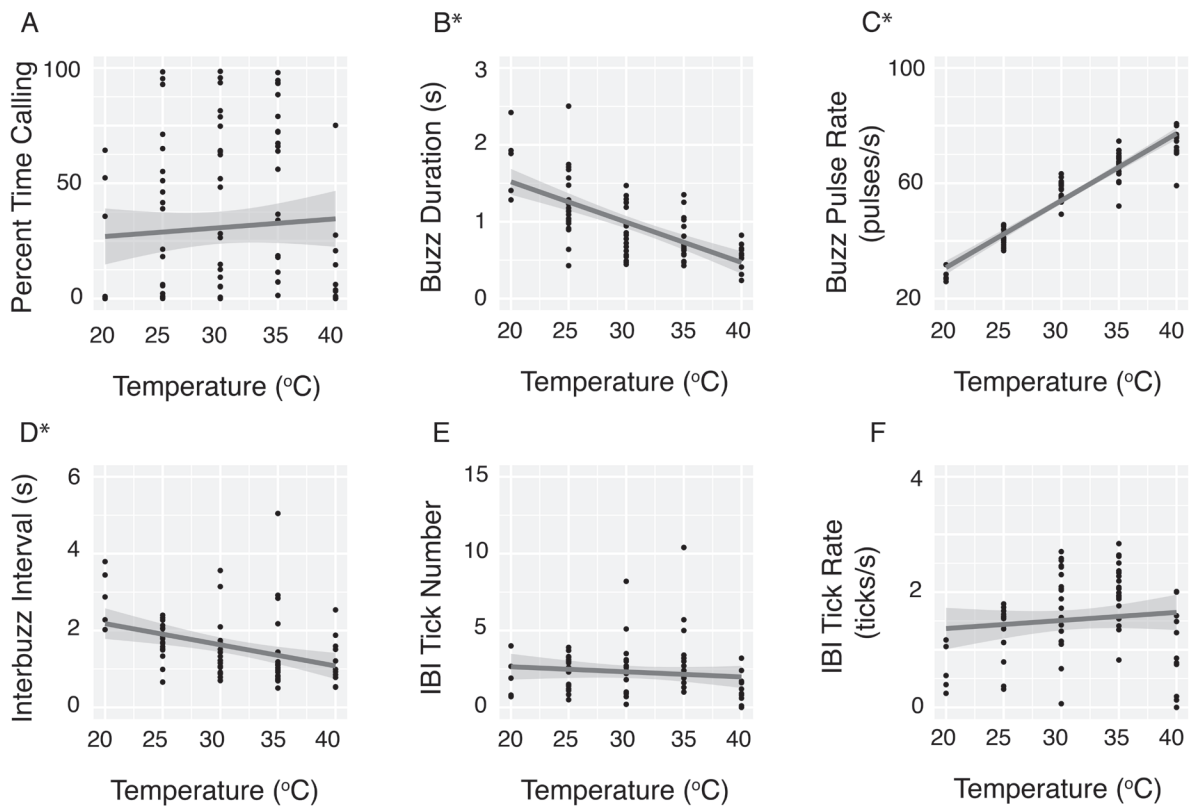 A
B*
C*
Percent Time Calling
100
50
0
20 25 30 35 40
Temperature (°C)
Buzz Duration (s)
3
2
1
0
20 25 30 35 40
Temperature (°C)
Buzz Pulse Rate
(pulses/s)
100
60
20
20 25 30 35 40
Temperature (°C)
D*
E
F
Interbuzz Interval (s)
6
4
2
0
20 25 30 35 40
Temperature (°C)
IBI Tick Number
15
10
5
0
20 25 30 35 40
Temperature (°C)
IBI Tick Rate
(ticks/s)
4
2
0
20 25 30 35 40
Temperature (°C)